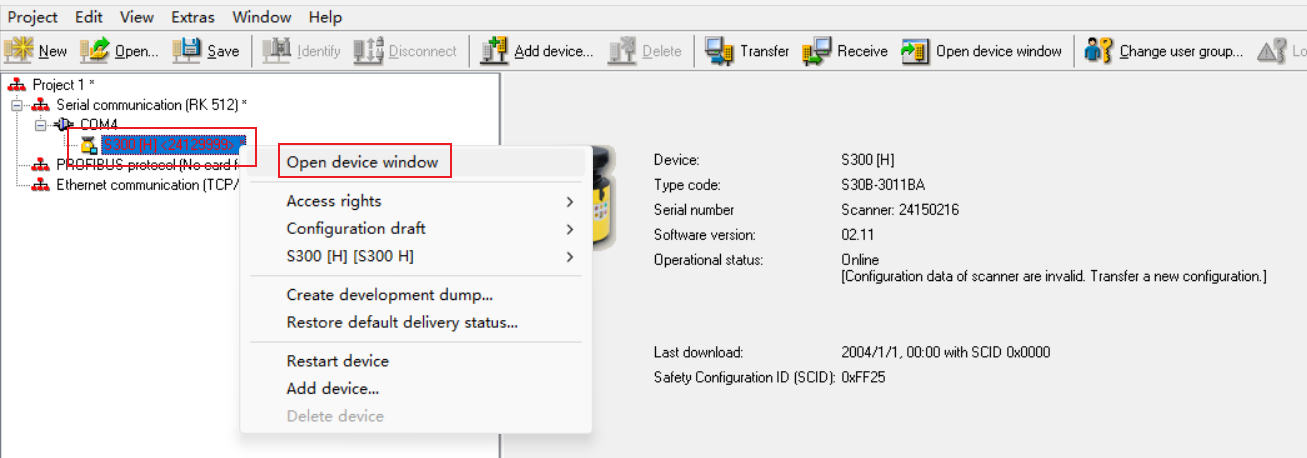 Project Edit View Extras Window Help
New Open... Save Identify Disconnect Add device... Delete Transfer Receive Open device window Change user group... Lo
Project 1 *
Serial communication (RK 512) *
COM4
S300 [H] <24129999> *
PROFIBUS protocol (No card f
Ethernet communication (TCP/
Open device window
Access rights
Configuration draft
S300 [H] [S300 H]
Create development dump...
Restore default delivery status...
Restart device
Add device...
Delete device
Device: S300 [H]
Type code: S30B-3011BA
Serial number Scanner: 24150216
Software version: 02.11
Operational status: Online
[Configuration data of scanner are invalid. Transfer a new configuration.]
Last download: 2004/1/1, 00:00 with SCID 0x0000
Safety Configuration ID (SCID): 0xFF25